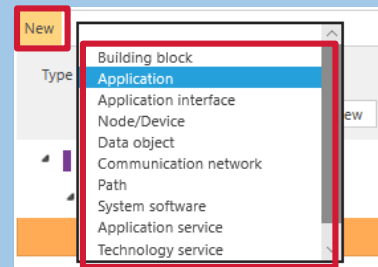 New
Building block
Type
Application
Application interface
ew
Node/Device
Data object
Communication network
Path
System software
Application service
Technology service